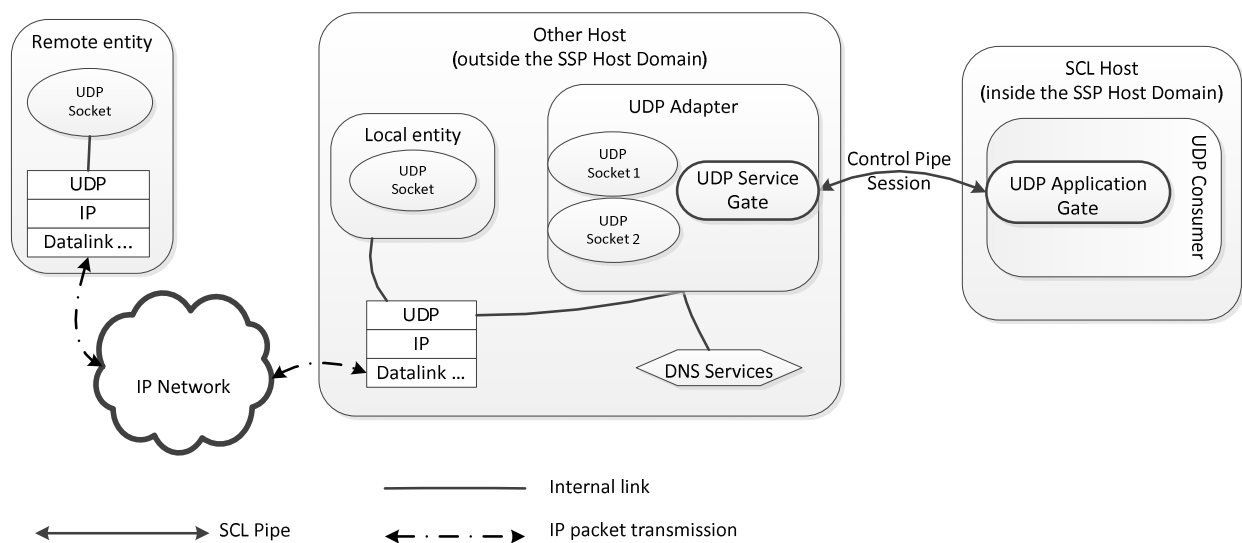 Remote entity
UDP
Socket
UDP
IP
Datalink ...
IP Network
Other Host
(outside the SSP Host Domain)
Local entity
UDP
Socket
UDP
IP
Datalink ...
UDP Adapter
UDP
Socket 1
UDP
Socket 2
UDP Service
Gate
DNS Services
Control Pipe
Session
SCL Host
(inside the SSP Host Domain)
UDP Application
Gate
UDP Consumer
Internal link
SCL Pipe
IP packet transmission